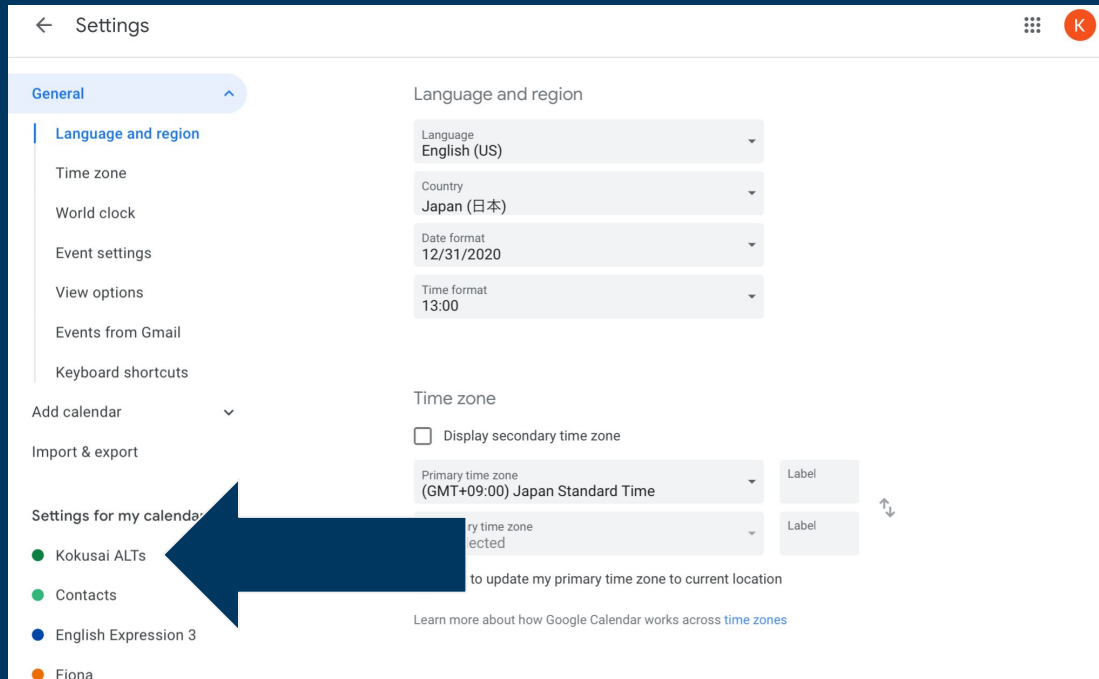 Settings
K
General
Language and region
Time zone
World clock
Event settings
View options
Events from Gmail
Keyboard shortcuts
Add calendar
Import & export
Settings for my
Kokusai ALTs
Contacts
English Expression 3
Fiona
Language and region
Language
English (US)
Country
Japan (日本)
Date format
12/31/2020
Time format
13:00
Time zone
Display secondary time zone
Primary time zone
(GMT+09:00) Japan Standard Time
Label
time zone
Label
to update my primary time zone to current location
Learn more about how Google Calendar works across time zones